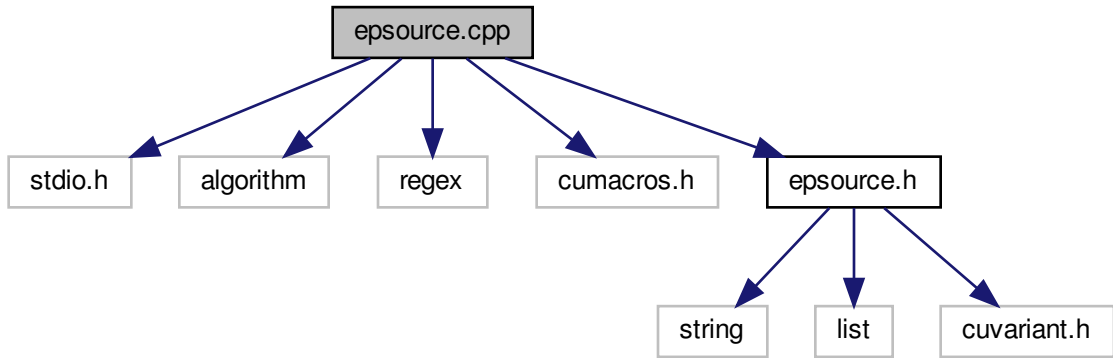 epsource.cpp
stdio.h
algorithm
regex
cumacros.h
epsource.h
string
list
cuvariant.h